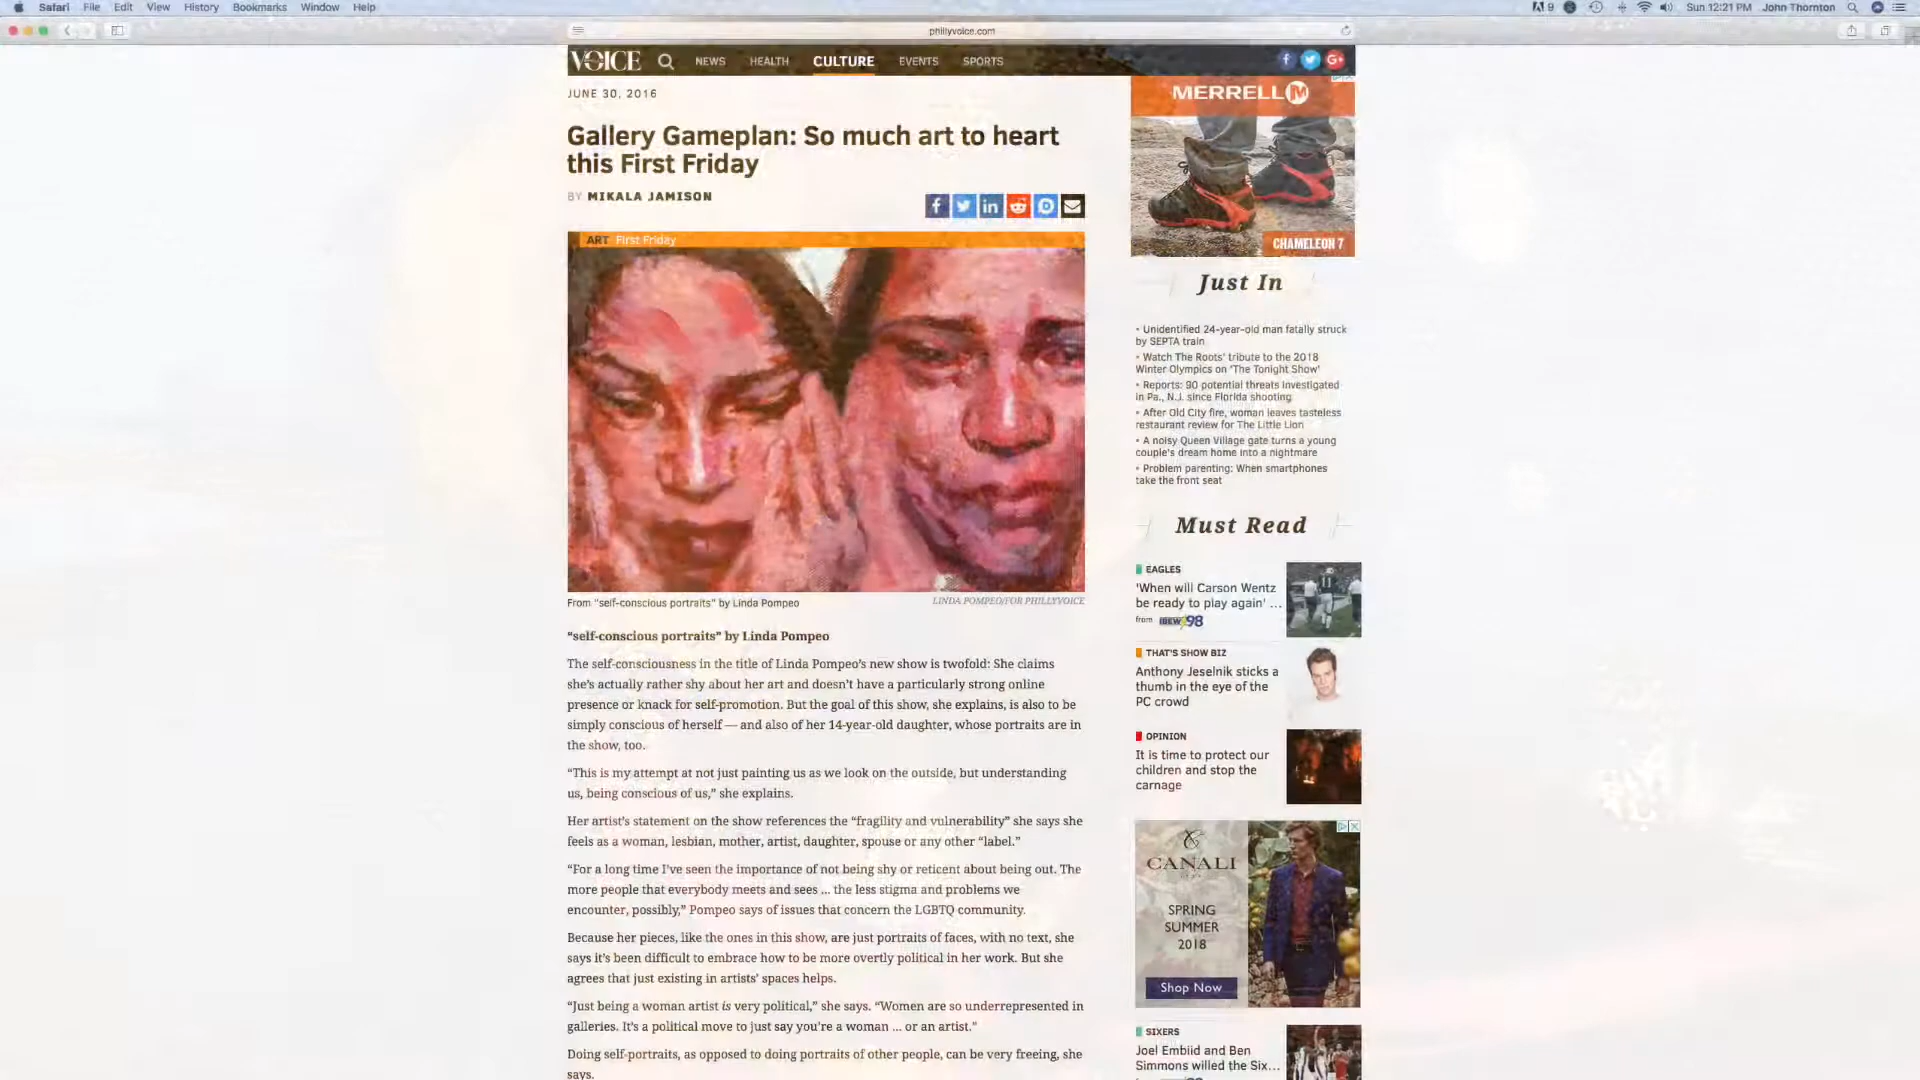 Safari File Edit View History Bookmarks Window Help
9 Sun 12:21 PM John Thornton
phillyvoice.com
VOICE NEWS HEALTH CULTURE EVENTS SPORTS
JUNE 30, 2016
Gallery Gameplan: So much art to heart
this First Friday
BY MIKALA JAMISON
ART First Friday
From "self-conscious portraits" by Linda Pompeo
LINDA POMPEO/FOR PHILLYVOICE
“self-conscious portraits” by Linda Pompeo
The self-consciousness in the title of Linda Pompeo’s new show is twofold: She claims
she’s actually rather shy about her art and doesn’t have a particularly strong online
presence or knack for self-promotion. But the goal of this show, she explains, is also to be
simply conscious of herself — and also of her 14-year-old daughter, whose portraits are in
the show, too.
“This is my attempt at not just painting us as we look on the outside, but understanding
us, being conscious of us,” she explains.
Her artist’s statement on the show references the “fragility and vulnerability” she says she
feels as a woman, lesbian, mother, artist, daughter, spouse or any other “label.”
“For a long time I’ve seen the importance of not being shy or reticent about being out. The
more people that everybody meets and sees ... the less stigma and problems we
encounter, possibly,” Pompeo says of issues that concern the LGBTQ community.
Because her pieces, like the ones in this show, are just portraits of faces, with no text, she
says it’s been difficult to embrace how to be more overtly political in her work. But she
agrees that just existing in artists’ spaces helps.
“Just being a woman artist is very political,” she says. “Women are so underrepresented in
galleries. It’s a political move to just say you’re a woman ... or an artist.”
Doing self-portraits, as opposed to doing portraits of other people, can be very freeing, she
says.
MERRELL
CHAMELEON 7
Just In
• Unidentified 24-year-old man fatally struck
by SEPTA train
• Watch The Roots' tribute to the 2018
Winter Olympics on 'The Tonight Show'
• Reports: 90 potential threats investigated
in Pa., N.J. since Florida shooting
• After Old City fire, woman leaves tasteless
restaurant review for The Little Lion
• A noisy Queen Village gate turns a young
couple's dream home into a nightmare
• Problem parenting: When smartphones
take the front seat
Must Read
EAGLES
'When will Carson Wentz
be ready to play again' ...
from IBEW 98
THAT'S SHOW BIZ
Anthony Jeselnik sticks a
thumb in the eye of the
PC crowd
OPINION
It is time to protect our
children and stop the
carnage
CANALI
SPRING
SUMMER
2018
Shop Now
SIXERS
Joel Embiid and Ben
Simmons willed the Six...